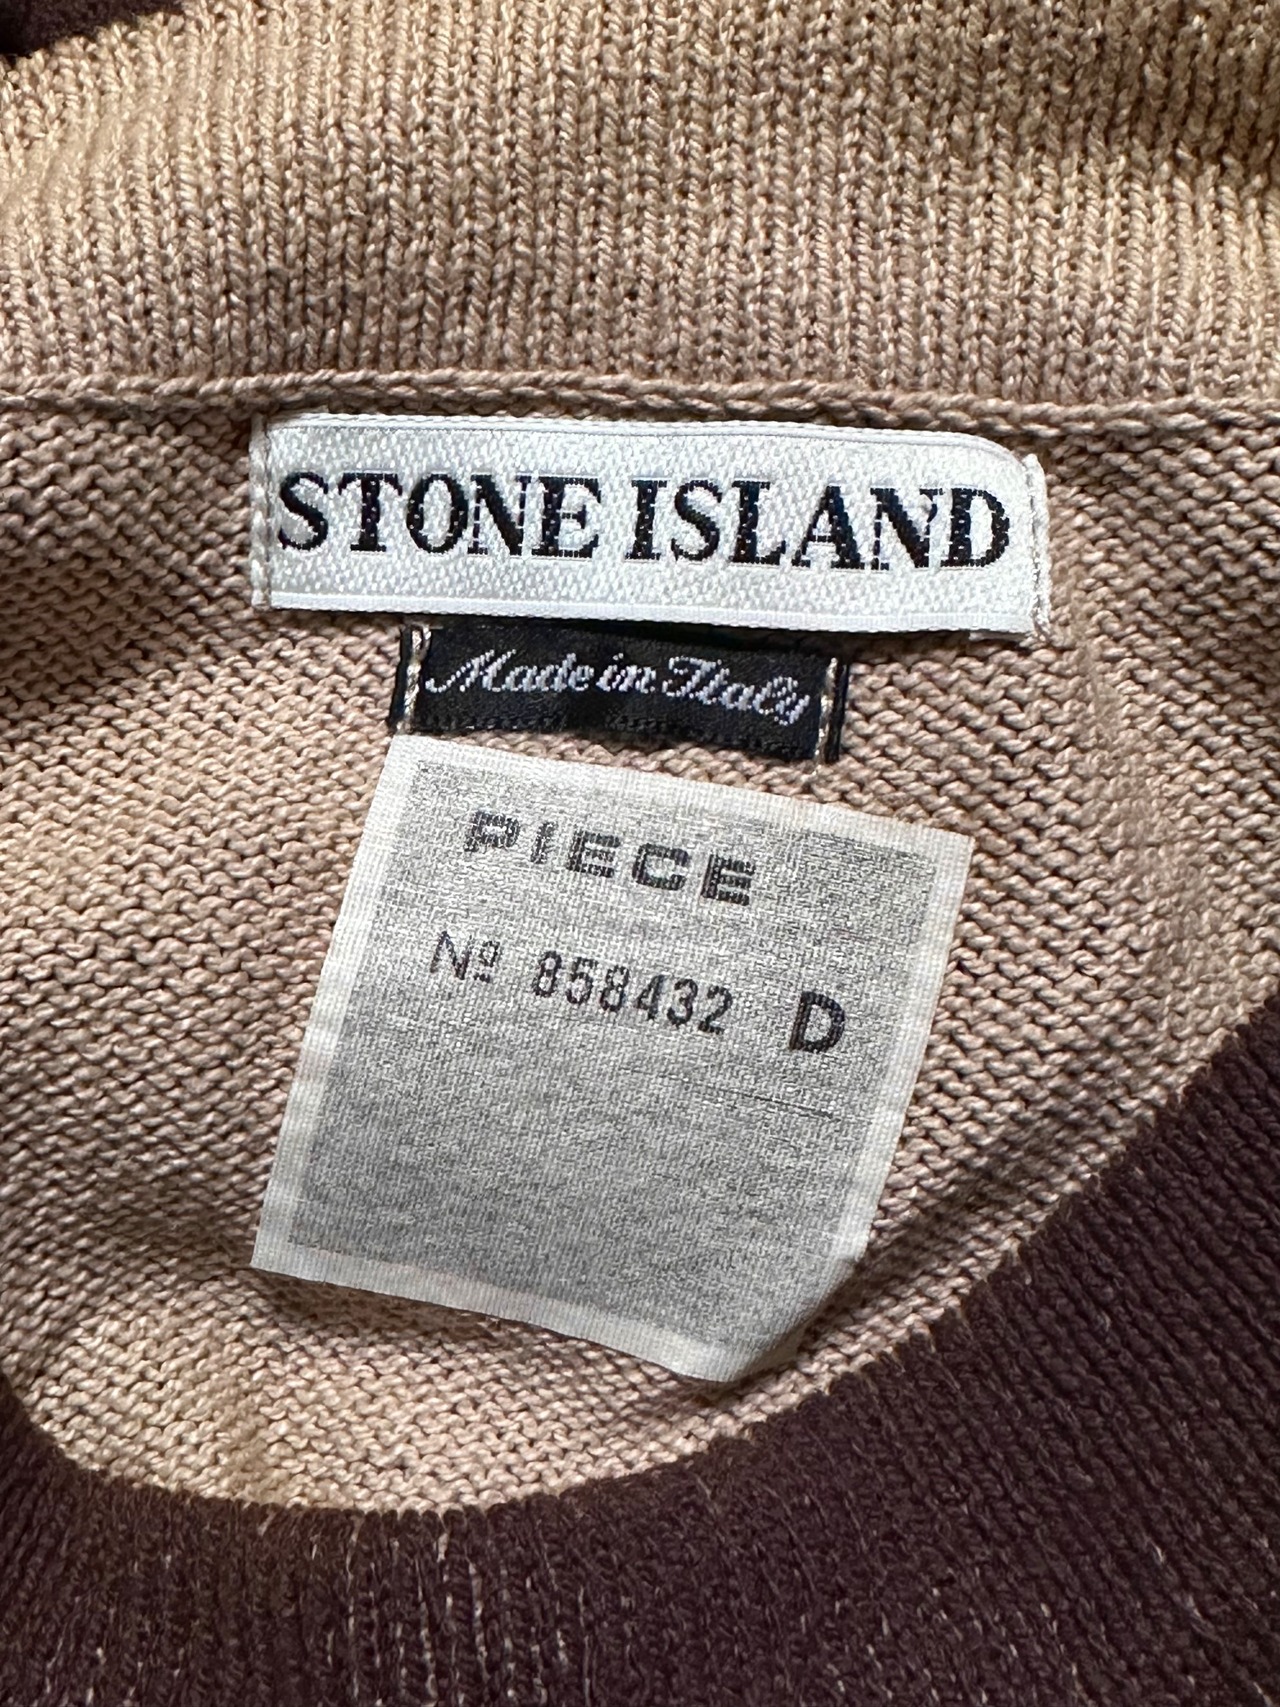 STONE ISLAND
Made in Italy
PIECE
Nº 858432 D